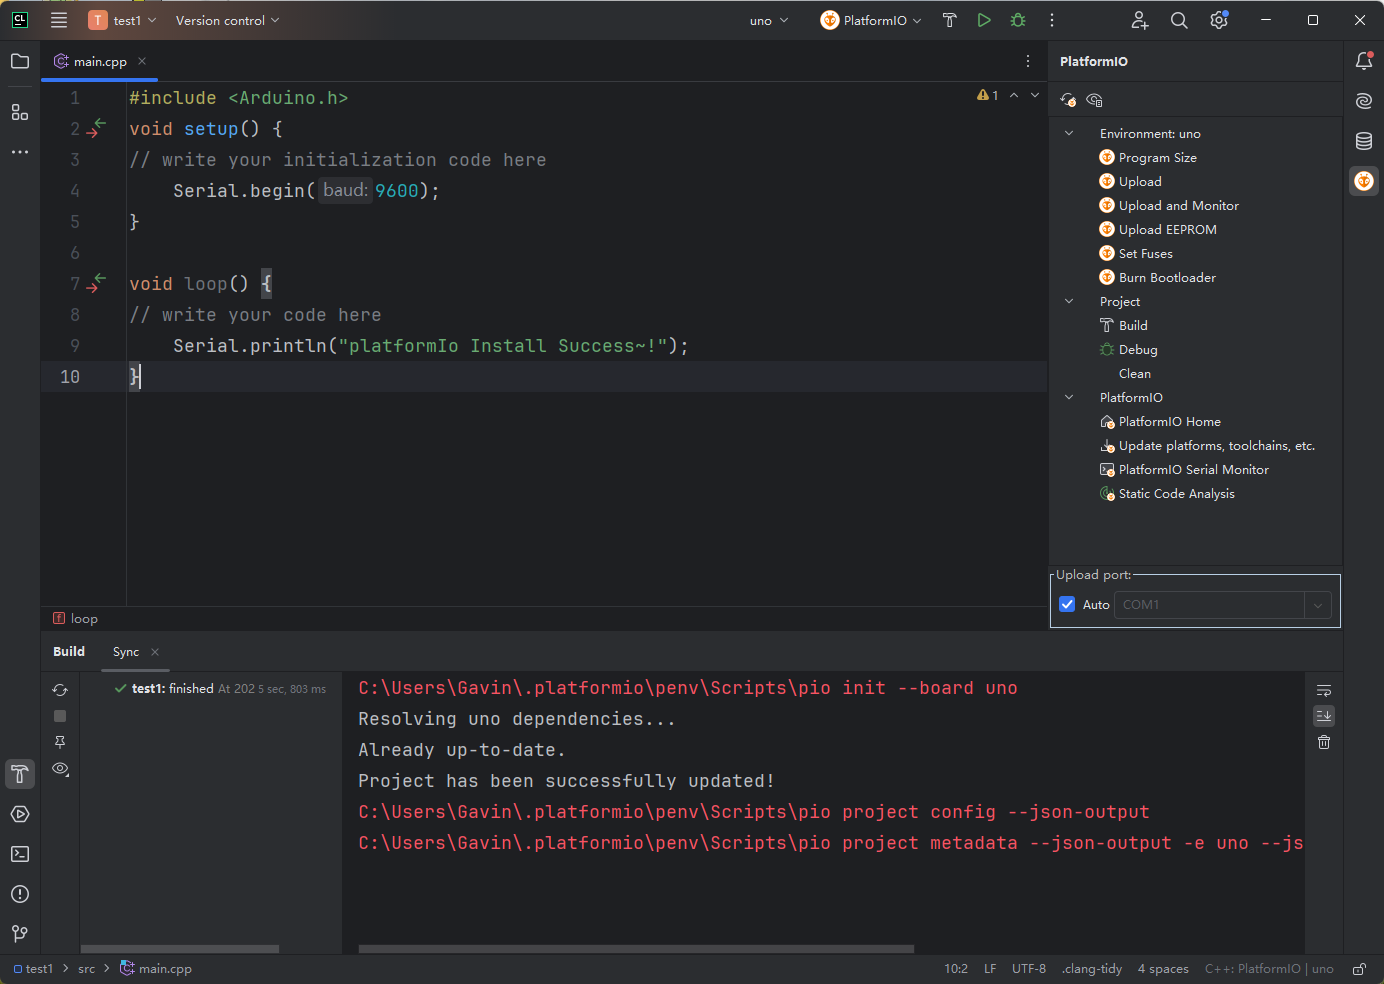 CL
T test1
Version control
uno
PlatformIO
main.cpp
PlatformIO
1 #include <Arduino.h>
1
2 void setup() {
3 // write your initialization code here
4 Serial.begin( baud: 9600);
5 }
6
7 void loop() {
8 // write your code here
9 Serial.println("platformIo Install Success~!");
10 }
Environment: uno
Program Size
Upload
Upload and Monitor
Upload EEPROM
Set Fuses
Burn Bootloader
Project
Build
Debug
Clean
PlatformIO
PlatformIO Home
Update platforms, toolchains, etc.
PlatformIO Serial Monitor
Static Code Analysis
Upload port:
Auto
COM1
f loop
Build
Sync
test1: finished At 202 5 sec, 803 ms
C:\Users\Gavin\.platformio\penv\Scripts\pio init --board uno
Resolving uno dependencies...
Already up-to-date.
Project has been successfully updated!
C:\Users\Gavin\.platformio\penv\Scripts\pio project config --json-output
C:\Users\Gavin\.platformio\penv\Scripts\pio project metadata --json-output -e uno --js
test1
src
main.cpp
10:2
LF
UTF-8
.clang-tidy
4 spaces
C++: PlatformIO | uno